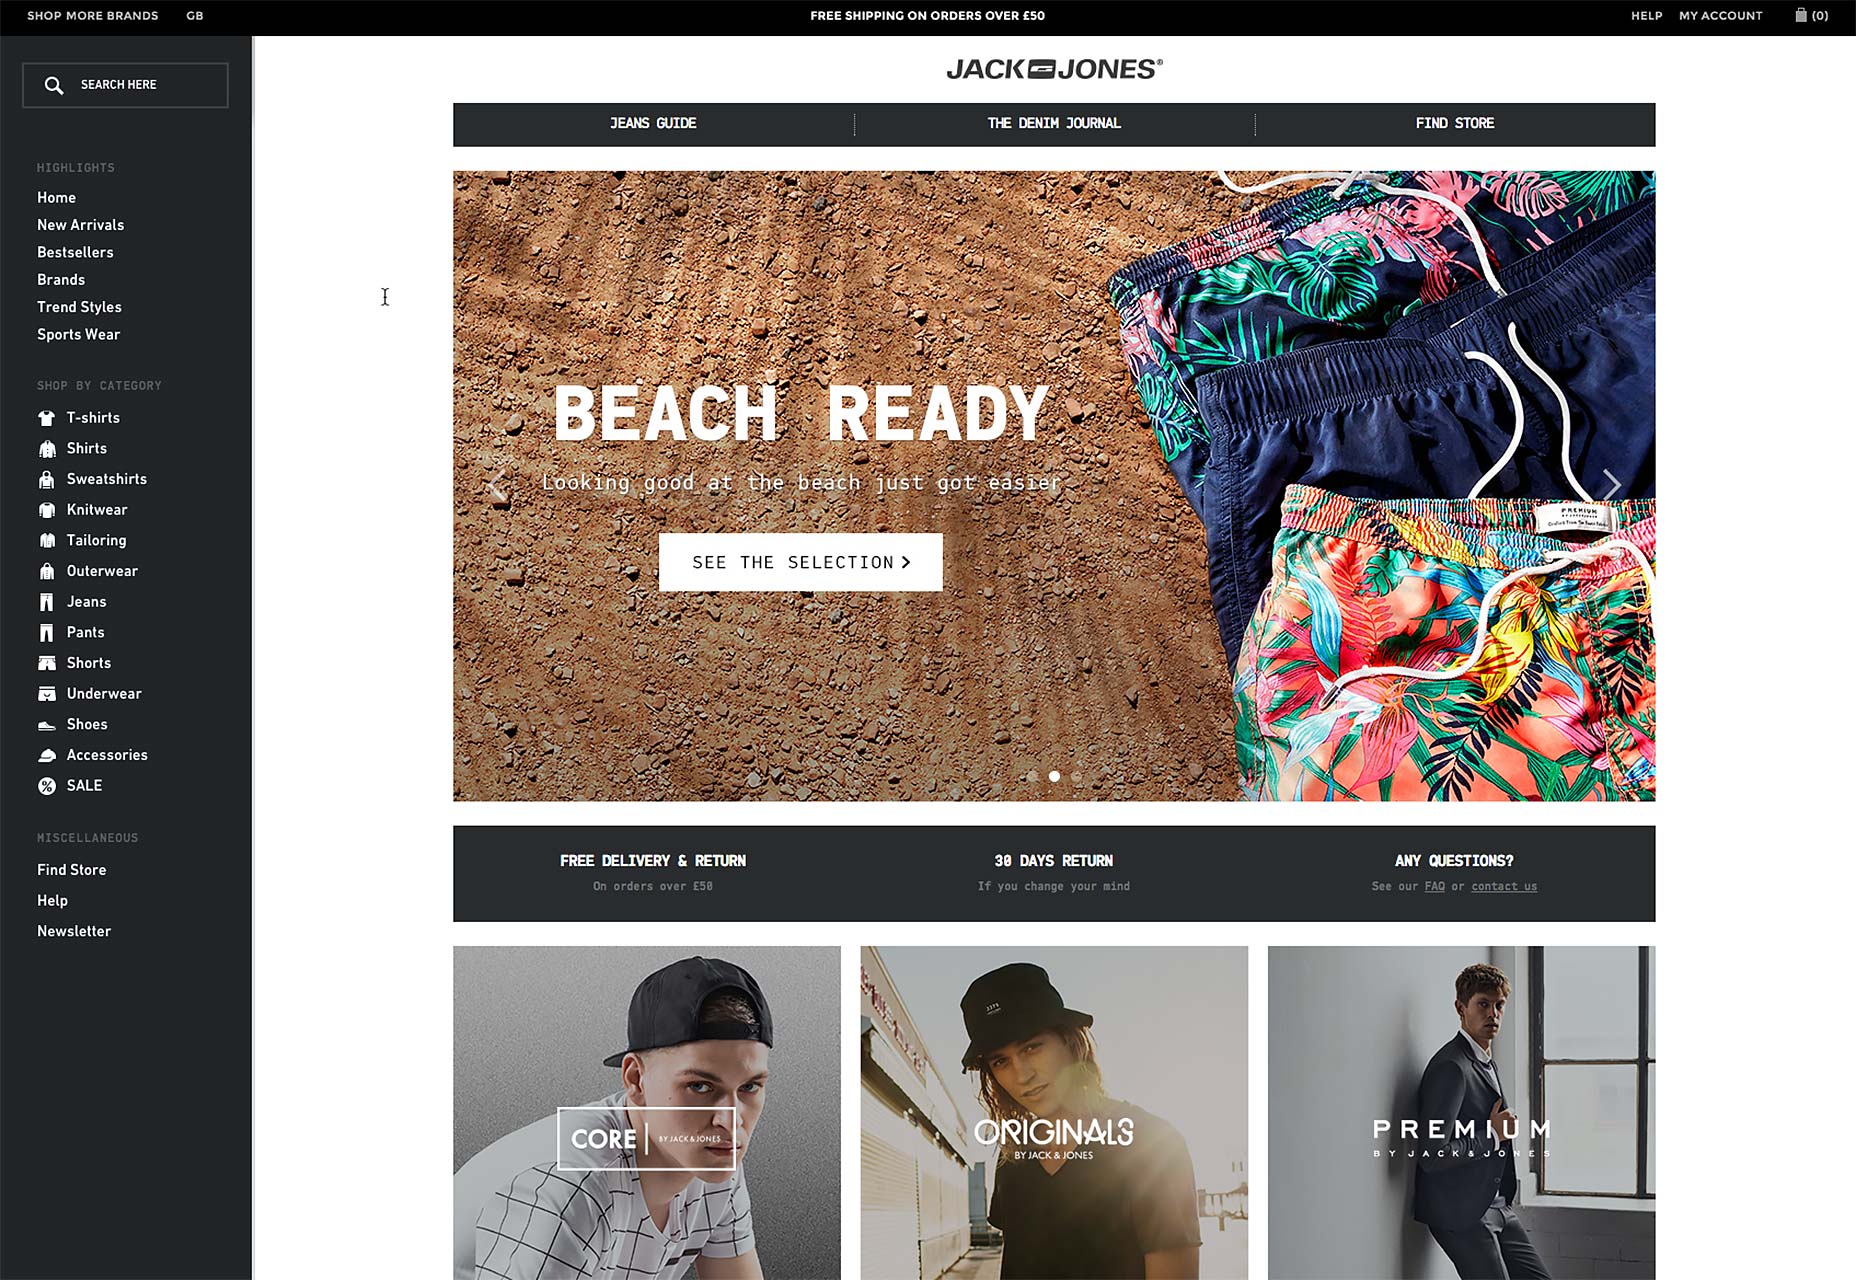 SHOP MORE BRANDS GB FREE SHIPPING ON ORDERS OVER £50 HELP MY ACCOUNT (0)
SEARCH HERE
HIGHLIGHTS
Home
New Arrivals
Bestsellers
Brands
Trend Styles
Sports Wear
SHOP BY CATEGORY
T-shirts
Shirts
Sweatshirts
Knitwear
Tailoring
Outerwear
Jeans
Pants
Shorts
Underwear
Shoes
Accessories
SALE
MISCELLANEOUS
Find Store
Help
Newsletter
JACK JONES®
JEANS GUIDE THE DENIM JOURNAL FIND STORE
BEACH READY
Looking good at the beach just got easier
SEE THE SELECTION
PREMIUM
BY JACK&JONES
FREE DELIVERY & RETURN
On orders over £50
30 DAYS RETURN
If you change your mind
ANY QUESTIONS?
See our FAQ or contact us
CORE BY JACK&JONES
JJYS
ORIGINALS
BY JACK & JONES
PREMIUM
BY JACK & JONES